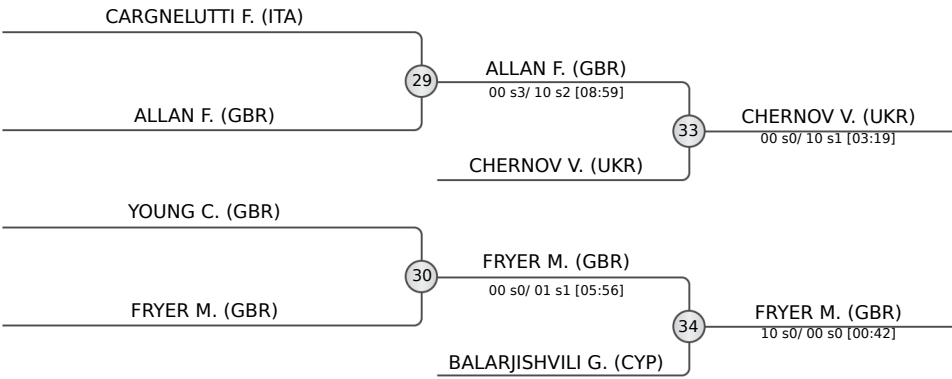 CARGNELUTTI F. (ITA)
29
ALLAN F. (GBR)
00 s3/ 10 s2 [08:59]
ALLAN F. (GBR)
33
CHERNOV V. (UKR)
00 s0/ 10 s1 [03:19]
CHERNOV V. (UKR)
YOUNG C. (GBR)
30
FRYER M. (GBR)
00 s0/ 01 s1 [05:56]
FRYER M. (GBR)
34
FRYER M. (GBR)
10 s0/ 00 s0 [00:42]
BALARJISHVILI G. (CYP)